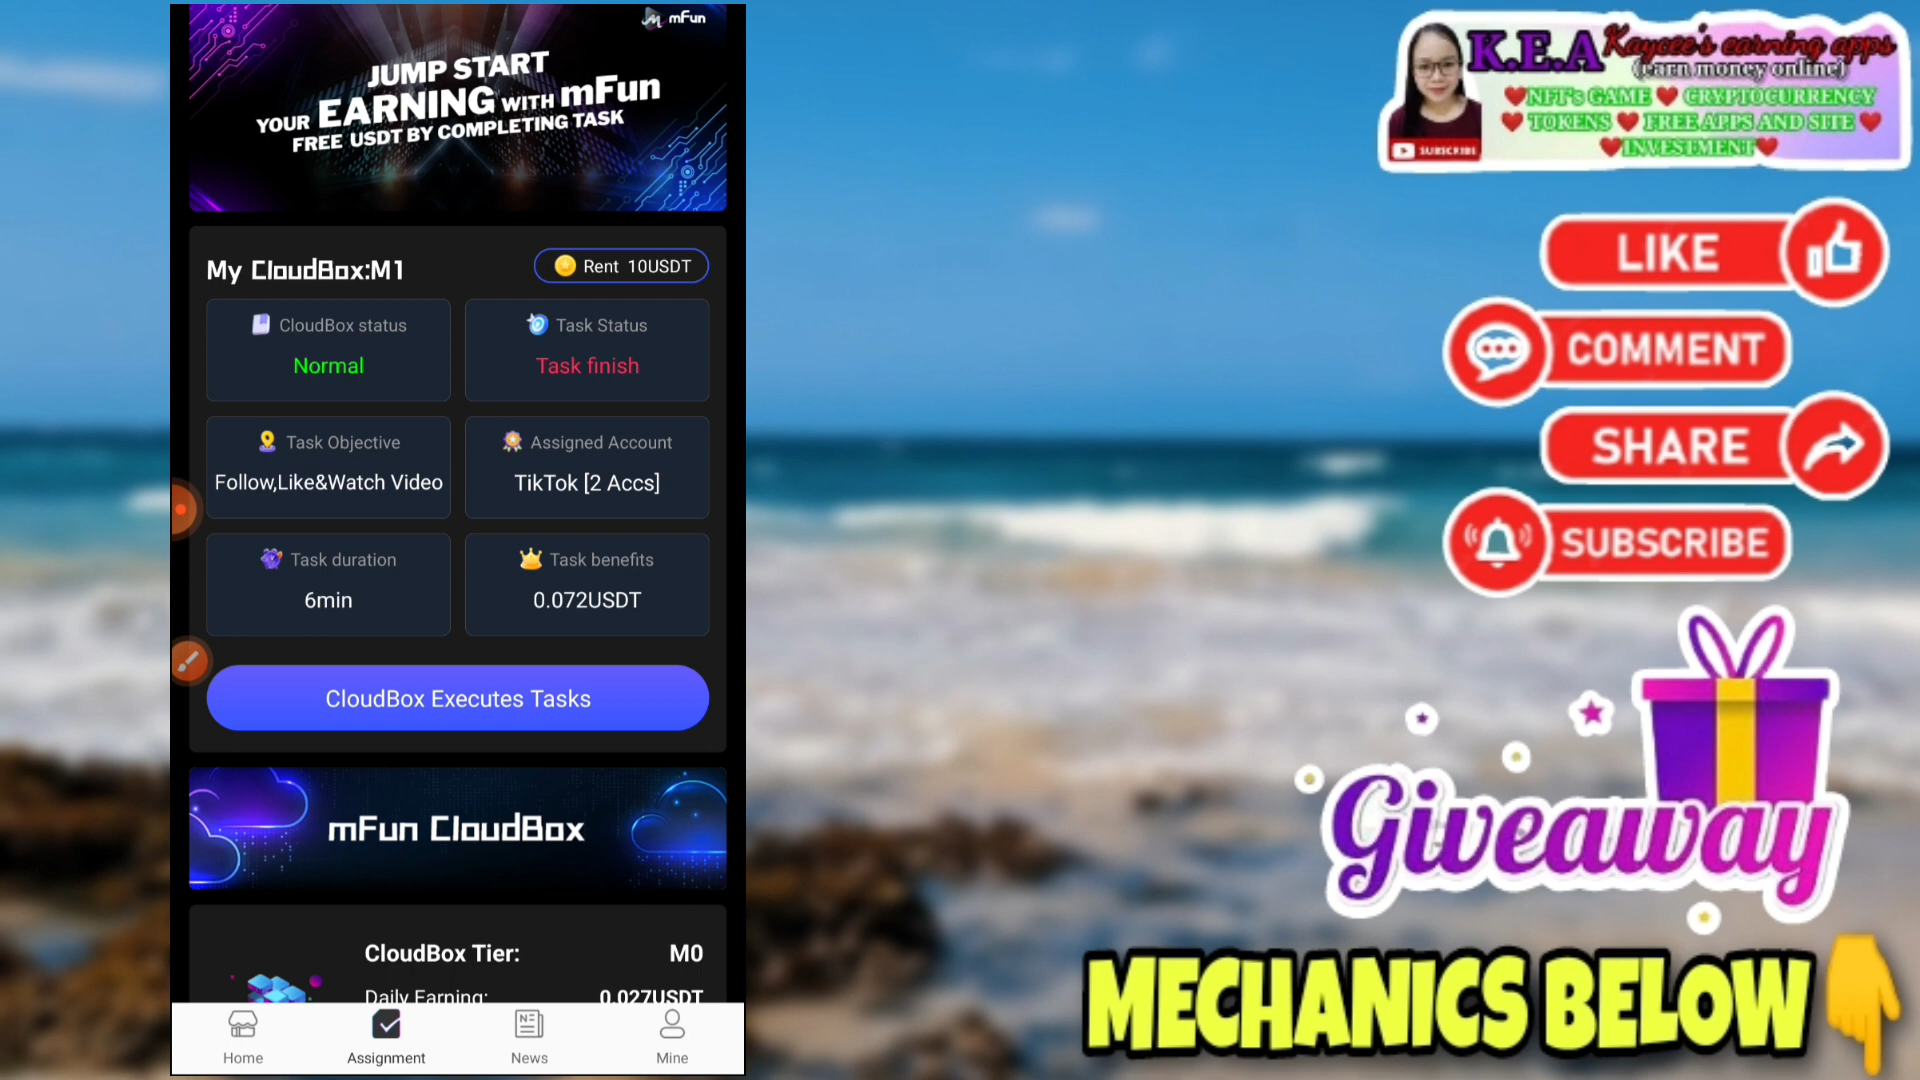 mFun
JUMP START
YOUR EARNING WITH mFun
FREE USDT BY COMPLETING TASK
My CloudBox:M1
Rent 10USDT
CloudBox status
Normal
Task Status
Task finish
Task Objective
Follow,Like&Watch Video
Assigned Account
TikTok [2 Accs]
Task duration
6min
Task benefits
0.072USDT
CloudBox Executes Tasks
mFun CloudBox
CloudBox Tier: M0
Daily Earning: 0.027USDT
Home
Assignment
News
Mine
K.E.A Kaycee's earning apps
(earn money online)
NFT's GAME CRYPTOCURRENCY
TOKENS FREE APPS AND SITE
INVESTMENT
SUBSCRIBE
LIKE
COMMENT
SHARE
SUBSCRIBE
Giveaway
MECHANICS BELOW